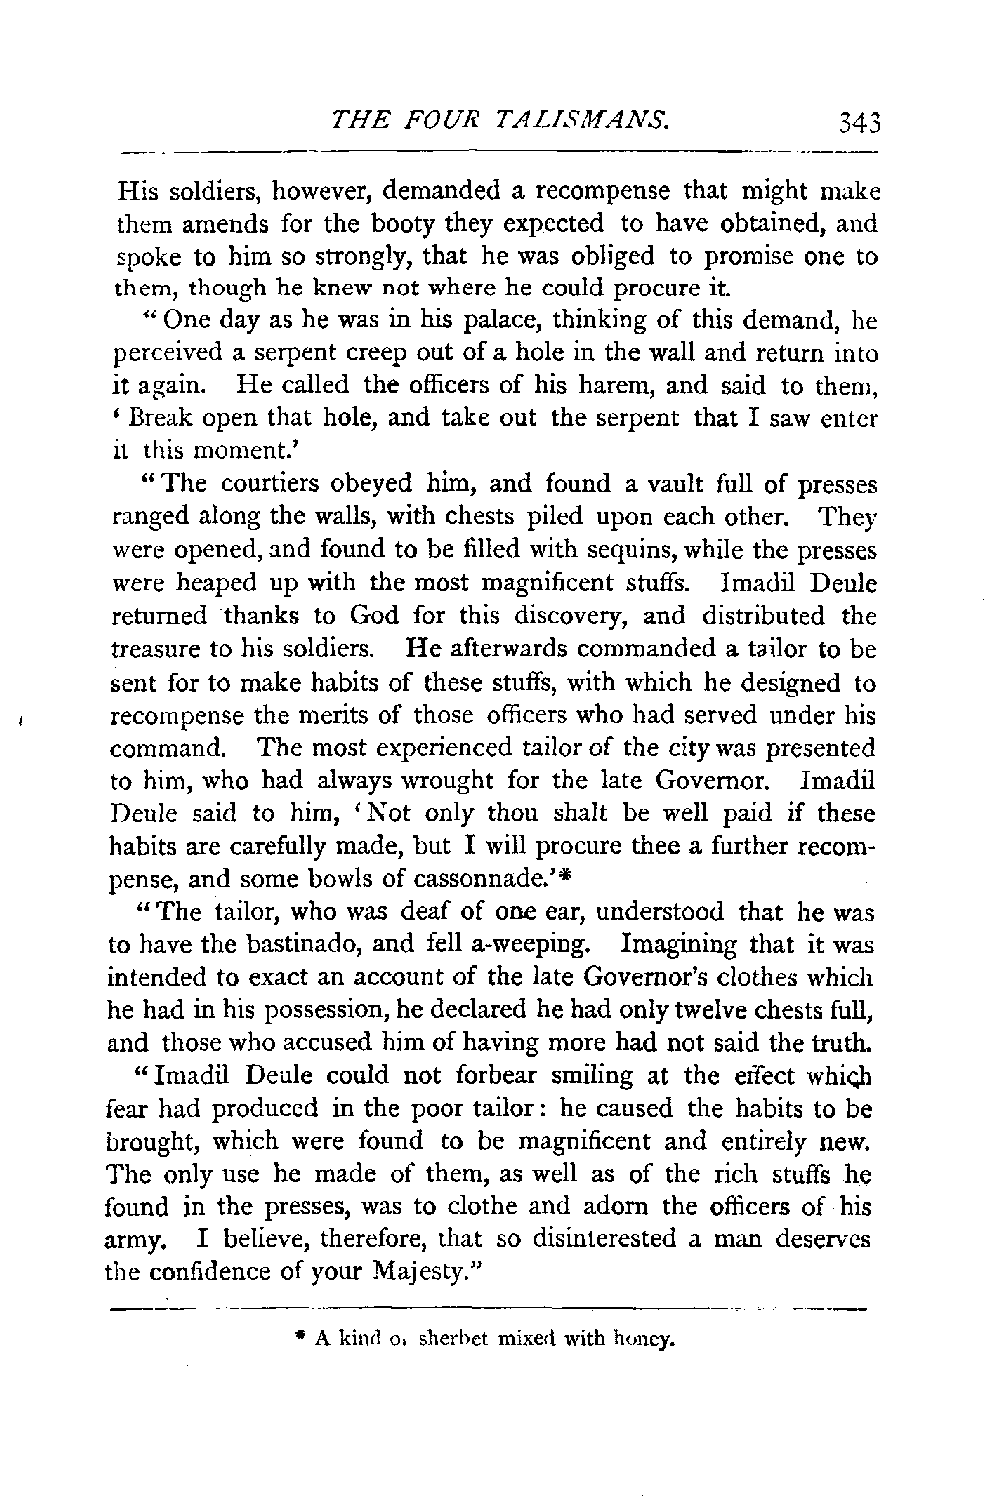 THE FOUR TALISMANS. 343
His soldiers, however, demanded a recompense that might make
them amends for the booty they expected to have obtained, and
spoke to him so strongly, that he was obliged to promise one to
them, though he knew not where he could procure it.
" One day as he was in his palace, thinking of this demand, he
perceived a serpent creep out of a hole in the wall and return into
it again. He called the officers of his harem, and said to them,
' Break open that hole, and take out the serpent that I saw enter
it this moment.'
" The courtiers obeyed him, and found a vault full of presses
ranged along the walls, with chests piled upon each other. They
were opened, and found to be filled with sequins, while the presses
were heaped up with the most magnificent stuffs. Imadil Deule
returned thanks to God for this discovery, and distributed the
treasure to his soldiers. He afterwards commanded a tailor to be
sent for to make habits of these stuffs, with which he designed to
recompense the merits of those officers who had served under his
command. The most experienced tailor of the city was presented
to him, who had always wrought for the late Governor. Imadil
Deule said to him, ' Not only thou shalt be well paid if these
habits are carefully made, but I will procure thee a further recom-
pense, and some bowls of cassonnade.'*
" The tailor, who was deaf of one ear, understood that he was
to have the bastinado, and fell a-weeping. Imagining that it was
intended to exact an account of the late Governor's clothes which
he had in his possession, he declared he had only twelve chests full,
and those who accused him of having more had not said the truth.
" Imadil Deule could not forbear smiling at the effect which
fear had produced in the poor tailor: he caused the habits to be
brought, which were found to be magnificent and entirely new.
The only use he made of them, as well as of the rich stuffs he
found in the presses, was to clothe and adorn the officers of his
army. I believe, therefore, that so disinterested a man deserves
the confidence of your Majesty."
* A kind of sherbet mixed with honey.